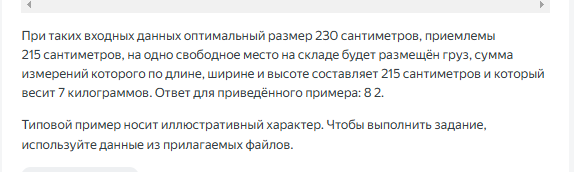 При таких входных данных оптимальный размер 230 сантиметров, приемлемы
215 сантиметров, на одно свободное место на складе будет размещён груз, сумма
измерений которого по длине, ширине и высоте составляет 215 сантиметров и который
весит 7 килограммов. Ответ для приведённого примера: 8 2.
Типовой пример носит иллюстративный характер. Чтобы выполнить задание,
используйте данные из прилагаемых файлов.